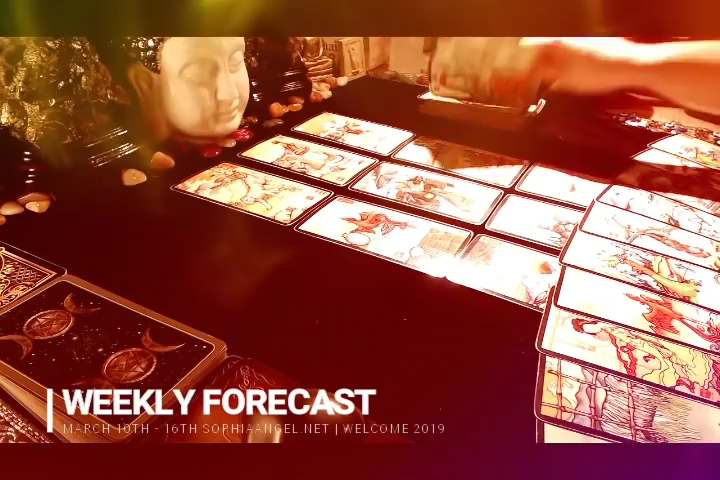 WEEKLY FORECAST
MARCH 10TH - 16TH SOPHIAANGEL.NET | WELCOME 2019